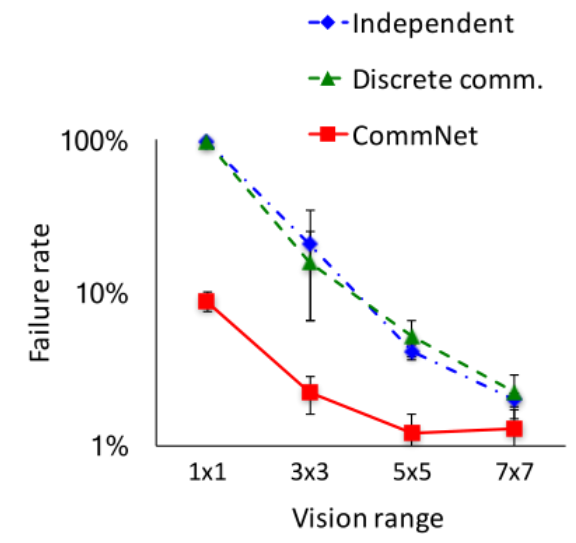 Independent
Discrete comm.
CommNet
100%
10%
1%
Failure rate
1x1 3x3 5x5 7x7
Vision range